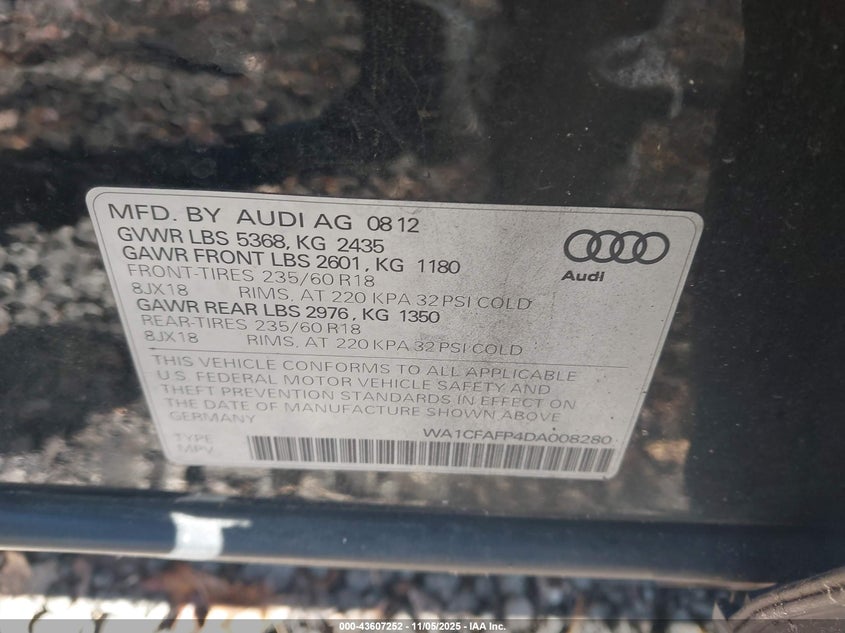 MFD. BY AUDI AG 0812
GVWR LBS 5368, KG 2435
GAWR FRONT LBS 2601, KG 1180
FRONT-TIRES 235/60 R18
8JX18 RIMS, AT 220 KPA 32 PSI COLD
GAWR REAR LBS 2976, KG 1350
REAR-TIRES 235/60 R18
8JX18 RIMS, AT 220 KPA 32 PSI COLD
THIS VEHICLE CONFORMS TO ALL APPLICABLE
U.S. FEDERAL MOTOR VEHICLE SAFETY AND
THEFT PREVENTION STANDARDS IN EFFECT ON
THE DATE OF MANUFACTURE SHOWN ABOVE
GERMANY
TYPE WA1CFAFP4DA008280
MPV
Audi
000-43607252 - 11/05/2025 - IAA Inc.